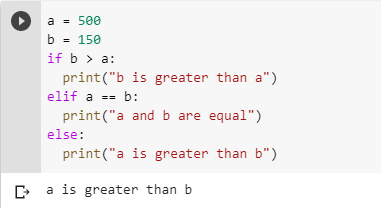 a = 500
b = 150
if b > a:
  print("b is greater than a")
elif a == b:
  print("a and b are equal")
else:
  print("a is greater than b")
a is greater than b